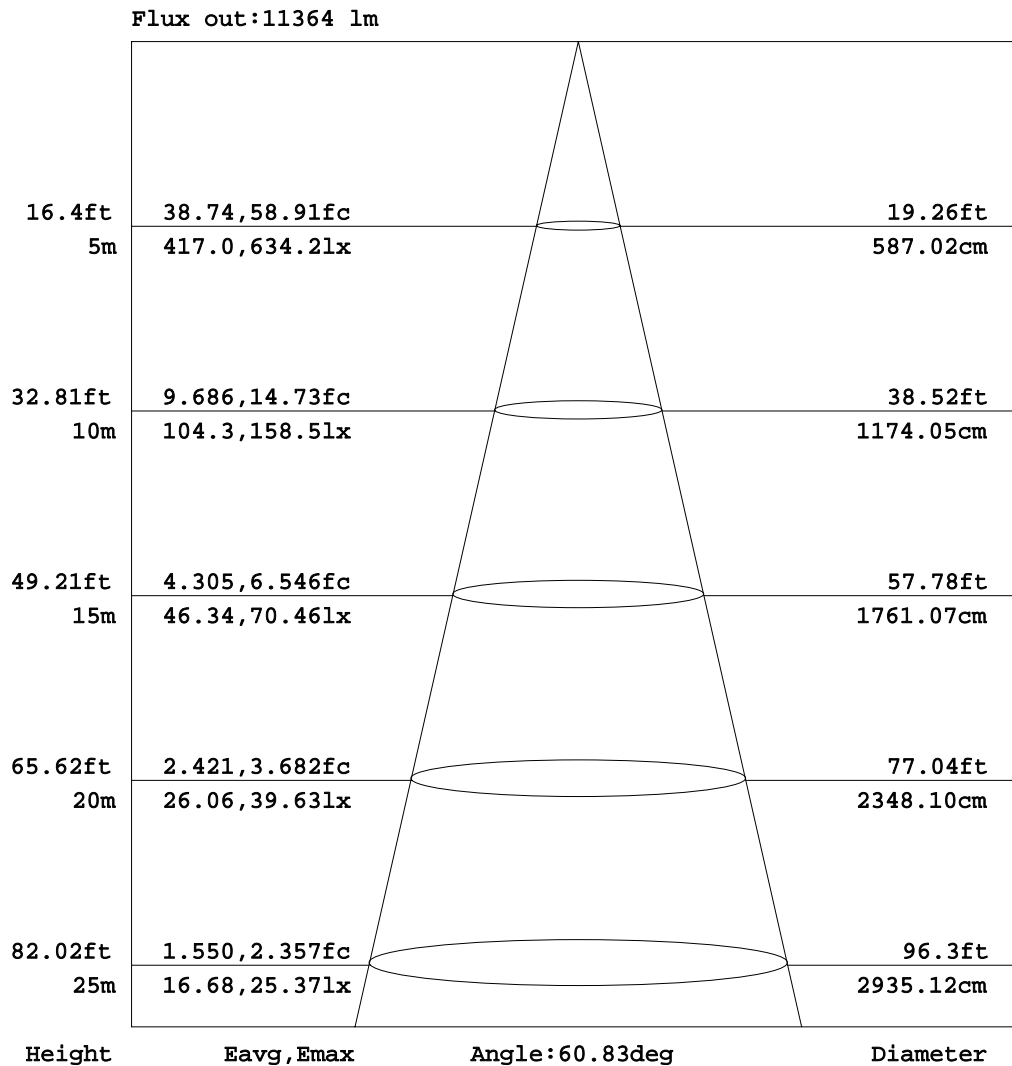 Flux out:11364 lm
16.4ft 38.74,58.91fc 19.26ft
5m 417.0,634.2lx 587.02cm
32.81ft 9.686,14.73fc 38.52ft
10m 104.3,158.5lx 1174.05cm
49.21ft 4.305,6.546fc 57.78ft
15m 46.34,70.46lx 1761.07cm
65.62ft 2.421,3.682fc 77.04ft
20m 26.06,39.63lx 2348.10cm
82.02ft 1.550,2.357fc 96.3ft
25m 16.68,25.37lx 2935.12cm
Height Eavg,Emax Angle:60.83deg Diameter